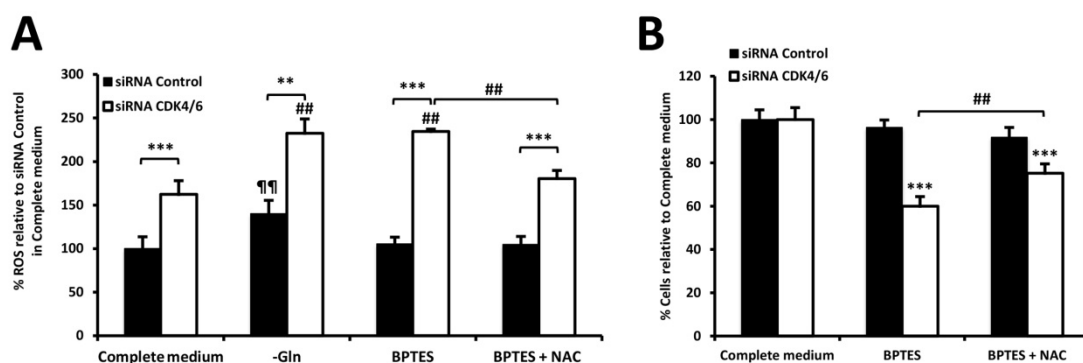 A
% ROS relative to siRNA Control
in Complete medium
300
250
200
150
100
50
0
siRNA Control
siRNA CDK4/6
***
**
¶¶
##
***
##
##
***
Complete medium
-Gln
BPTES
BPTES + NAC
B
% Cells relative to Complete medium
120
100
80
60
40
20
0
siRNA Control
siRNA CDK4/6
##
***
***
Complete medium
BPTES
BPTES + NAC